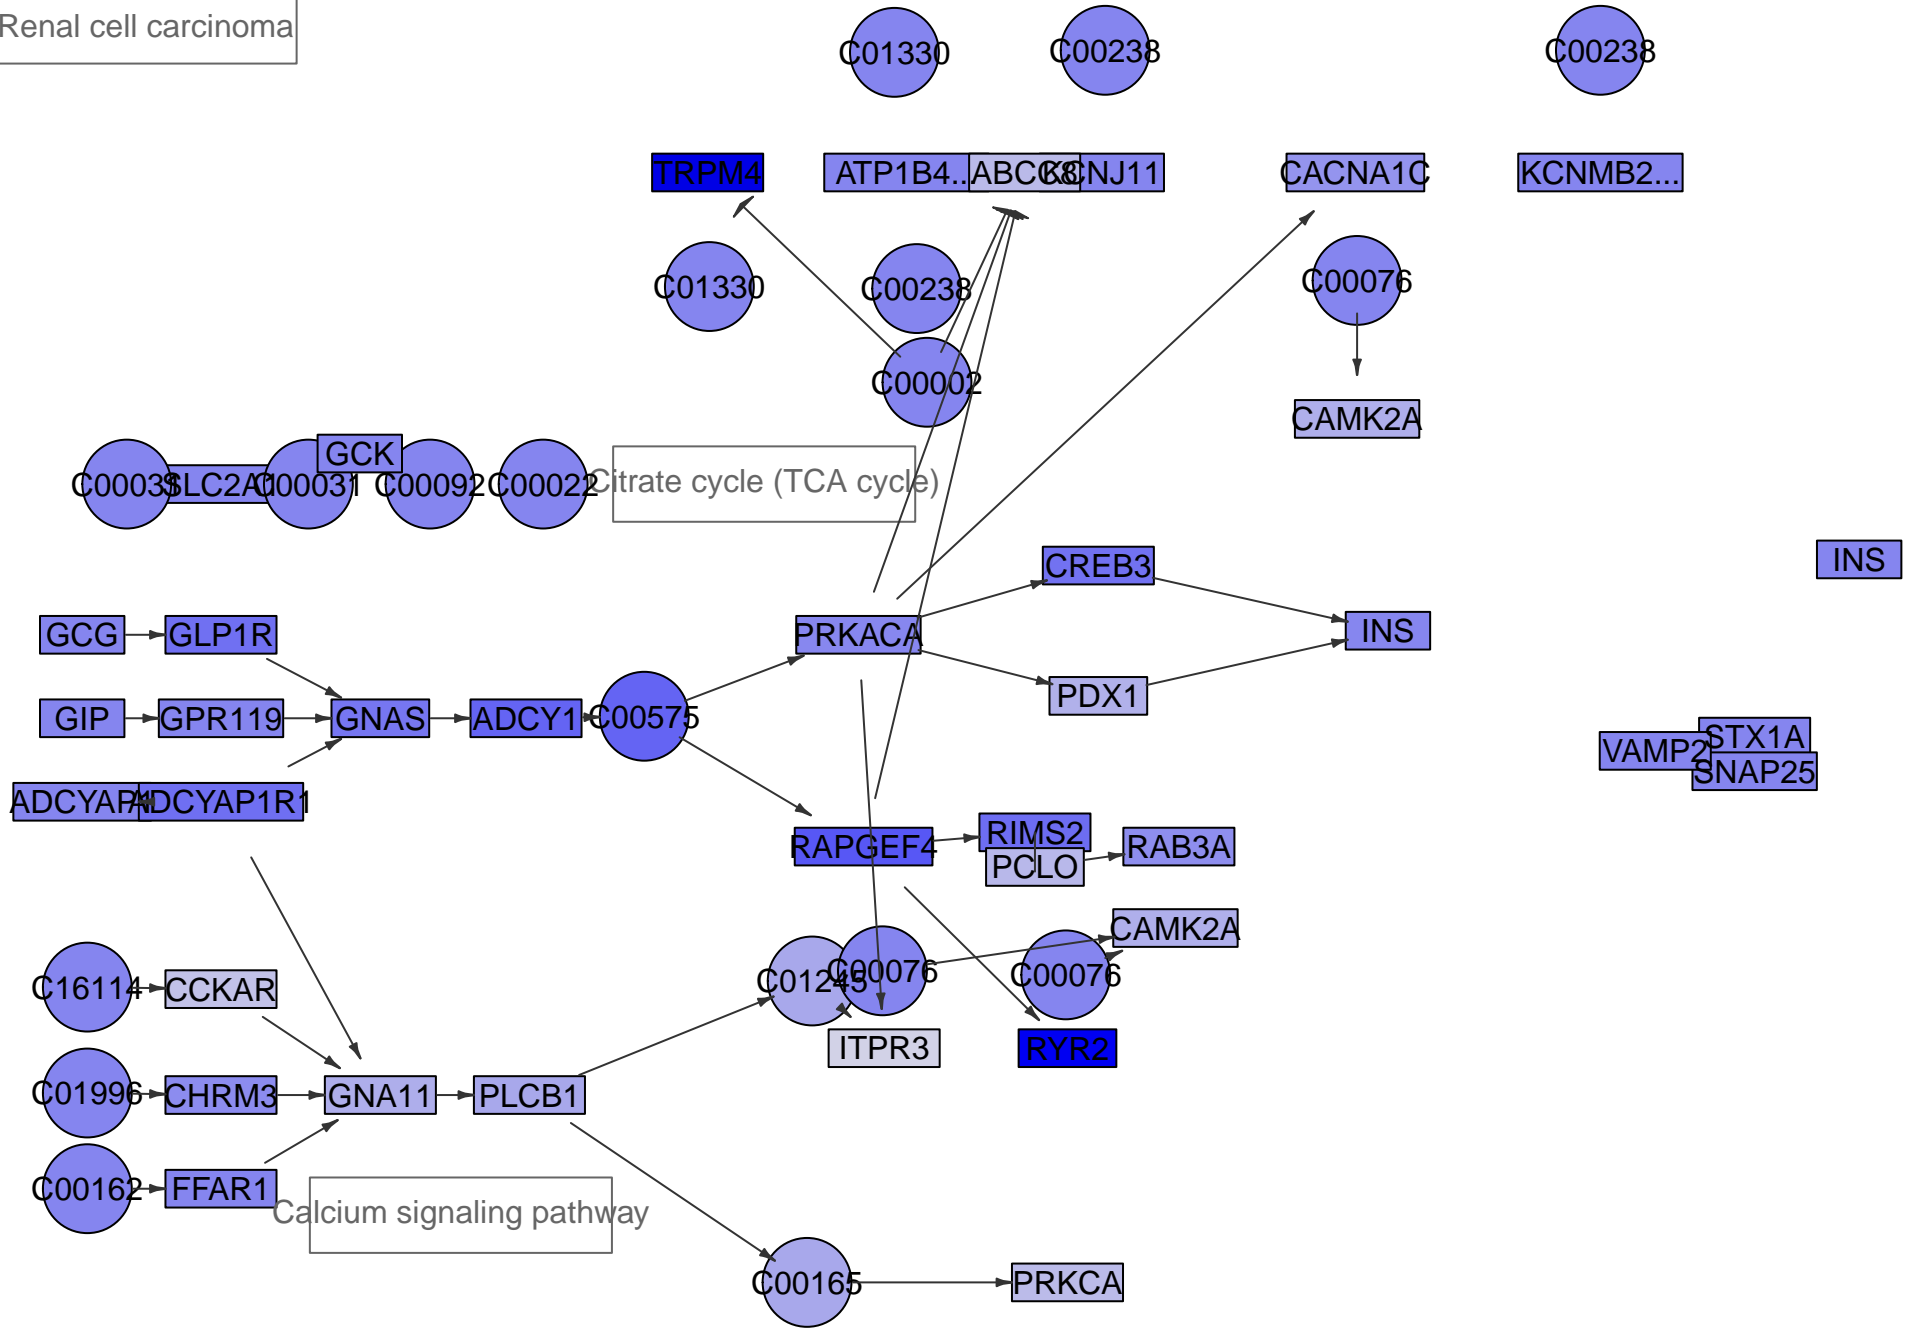 Renal cell carcinoma
C01330
C00238
C00238
TRPM4
ATP1B4...
ABCC8
KCNJ11
CACNA1C
KCNMB2...
C01330
C00238
C00076
C00002
CAMK2A
GCK
C00031
SLC2A1
C00031
C00092
C00022
Citrate cycle (TCA cycle)
CREB3
INS
GCG
GLP1R
PRKACA
INS
PDX1
GIP
GPR119
GNAS
ADCY1
C00575
STX1A
VAMP2
SNAP25
ADCYAP1
ADCYAP1R1
RAPGEF4
RIMS2
RAB3A
PCLO
CAMK2A
C16114
CCKAR
C01245
C00076
C00076
ITPR3
RYR2
C01996
CHRM3
GNA11
PLCB1
C00162
FFAR1
Calcium signaling pathway
C00165
PRKCA